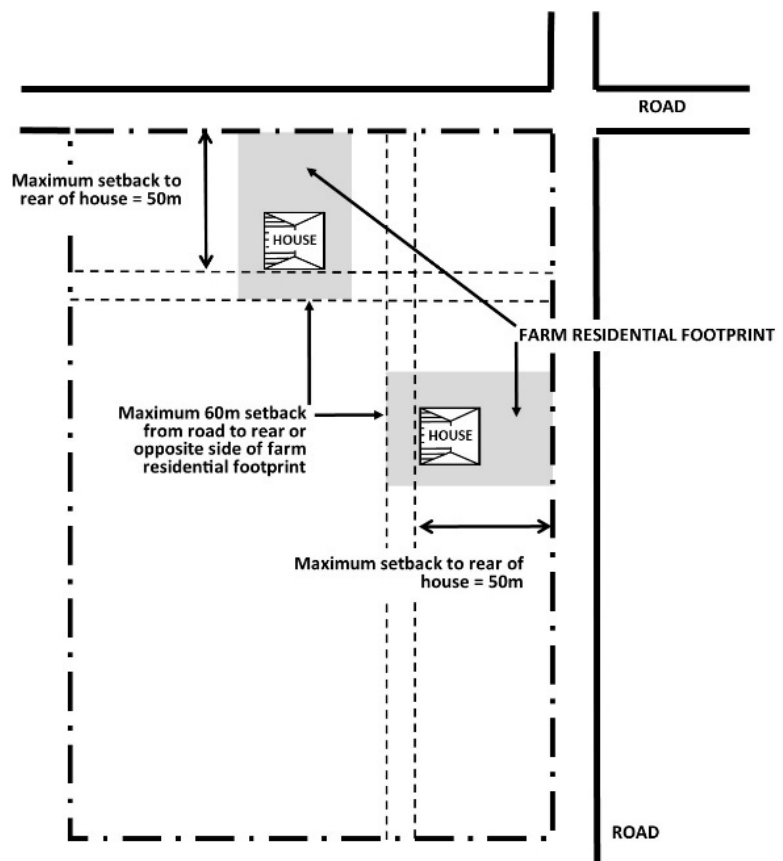 ROAD
Maximum setback to
rear of house = 50m
HOUSE
FARM RESIDENTIAL FOOTPRINT
Maximum 60m setback
from road to rear or
opposite side of farm
residential footprint
HOUSE
Maximum setback to rear of
house = 50m
ROAD